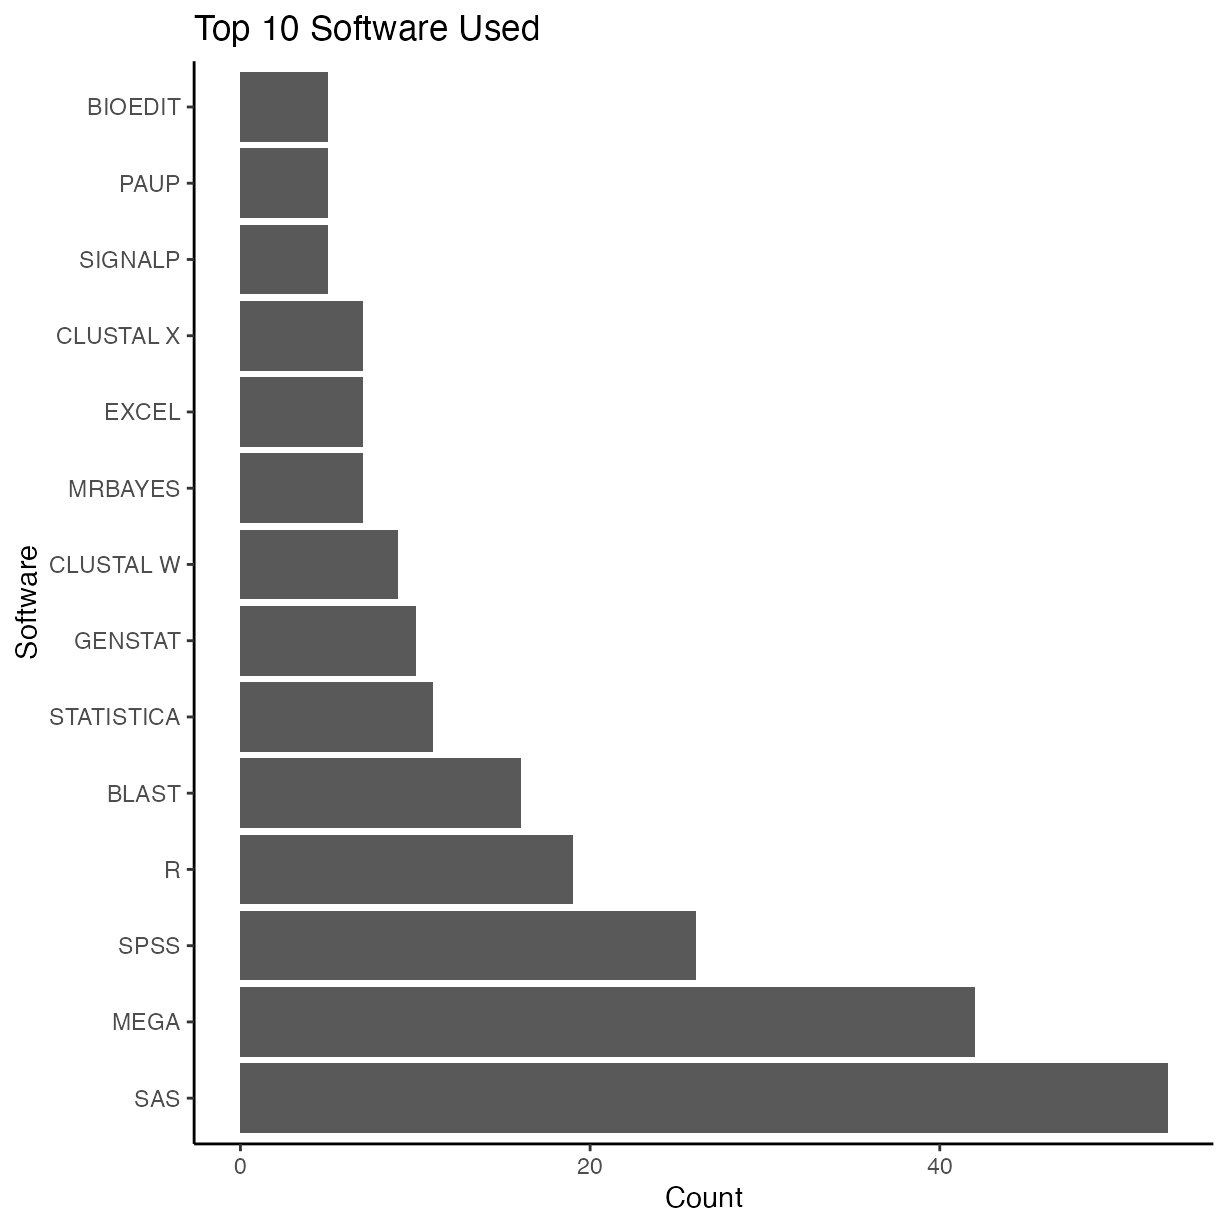 Top 10 Software Used
BIOEDIT
PAUP
SIGNALP
CLUSTAL X
EXCEL
MRBAYES
CLUSTAL W
GENSTAT
STATISTICA
BLAST
R
SPSS
MEGA
SAS
Software
0 20 40
Count